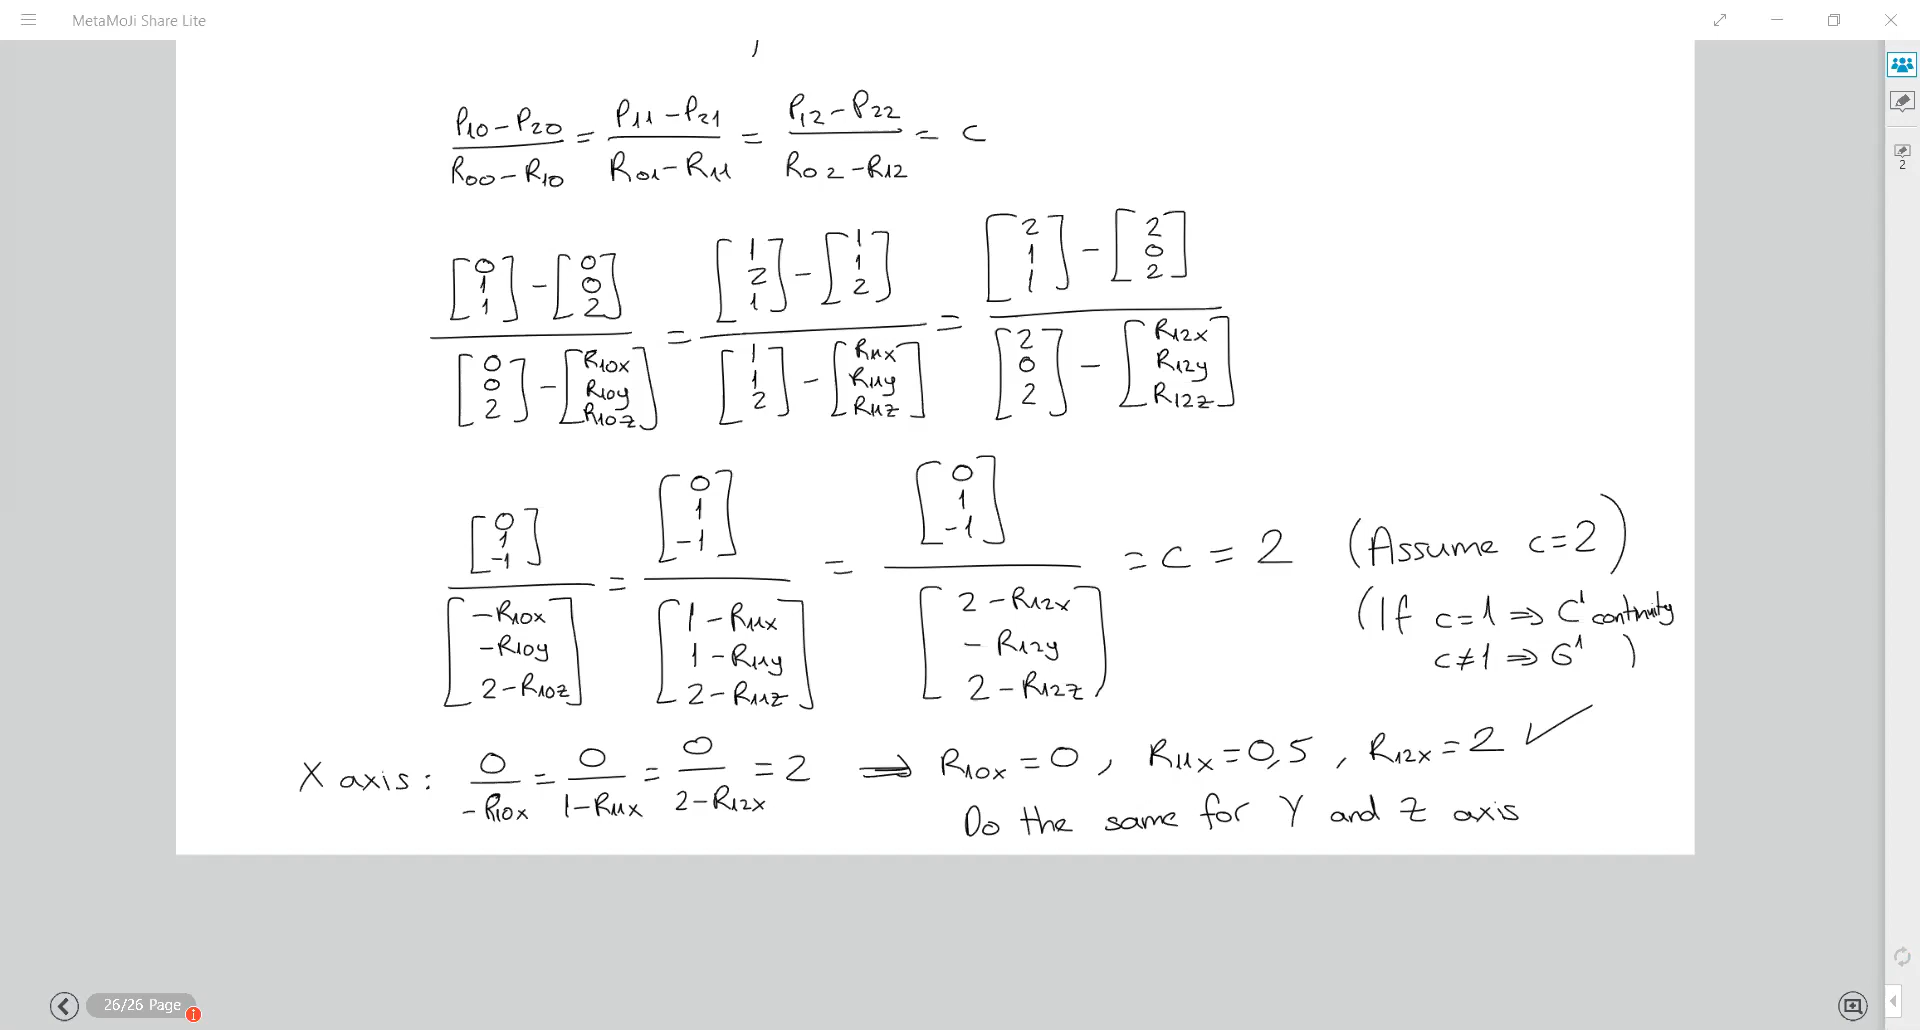 MetaMoJi Share Lite
,
(P10 - P20)/(R00 - R10) = (P11 - P21)/(R01 - R11) = (P12 - P22)/(R02 - R12) = c
([0 1 1] - [0 0 2])/([0 0 2] - [R10x R10y R10z]) = ([1 2 1] - [1 1 2])/([1 1 2] - [R11x R11y R11z]) = ([2 1 1] - [2 0 2])/([2 0 2] - [R12x R12y R12z])
[0 1 -1]/[-R10x -R10y 2-R10z] = [0 1 -1]/[1-R11x 1-R11y 2-R11z] = [0 1 -1]/[2-R12x -R12y 2-R12z] = c = 2 (Assume c=2)
(If c=1 ⇒ C¹ continuity
c≠1 ⇒ G¹ )
X axis: 0/(-R10x) = 0/(1-R11x) = 0/(2-R12x) = 2 ⇒ R10x = 0, R11x = 0,5, R12x = 2 ✓
Do the same for Y and Z axis
2
26/26 Page